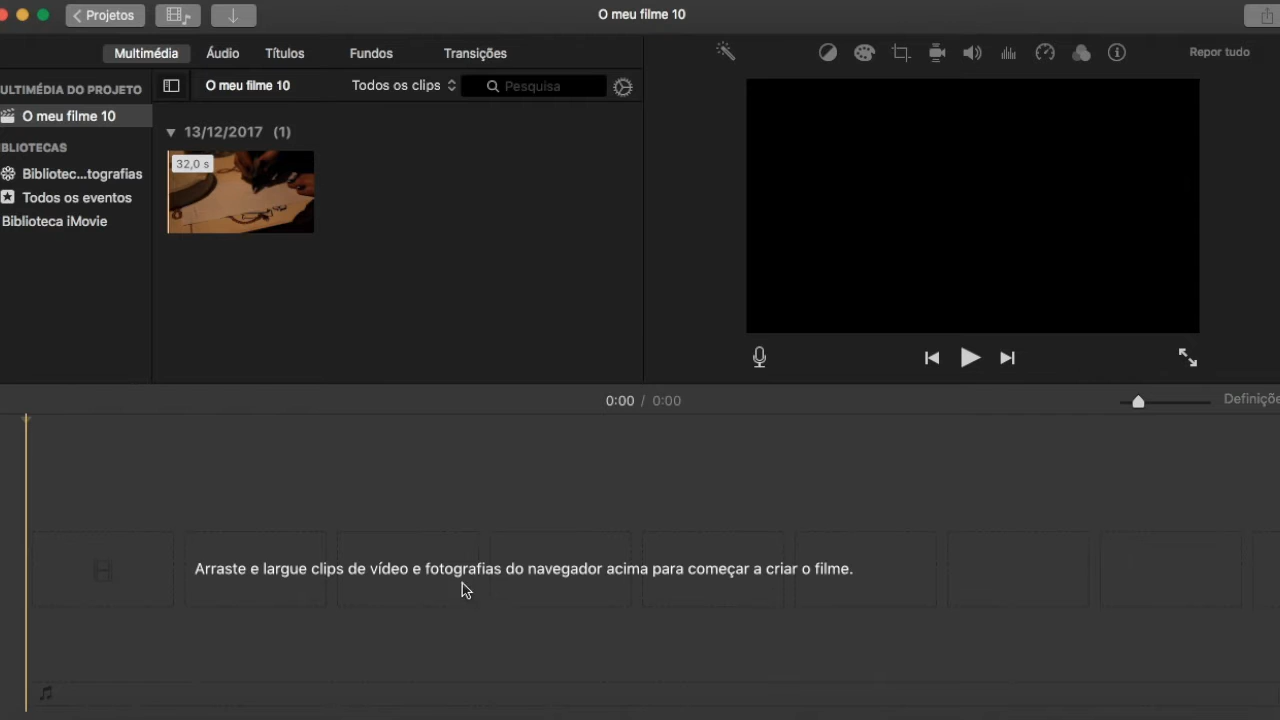 Projetos
O meu filme 10
Multimédia Áudio Títulos Fundos Transições
Repor tudo
ULTIMÉDIA DO PROJETO
O meu filme 10 Todos os clips Pesquisa
O meu filme 10
13/12/2017 (1)
BLIOTECAS
32,0 s
Bibliotec...tografias
Todos os eventos
Biblioteca iMovie
0:00 / 0:00
Definiçõe
Arraste e largue clips de vídeo e fotografias do navegador acima para começar a criar o filme.